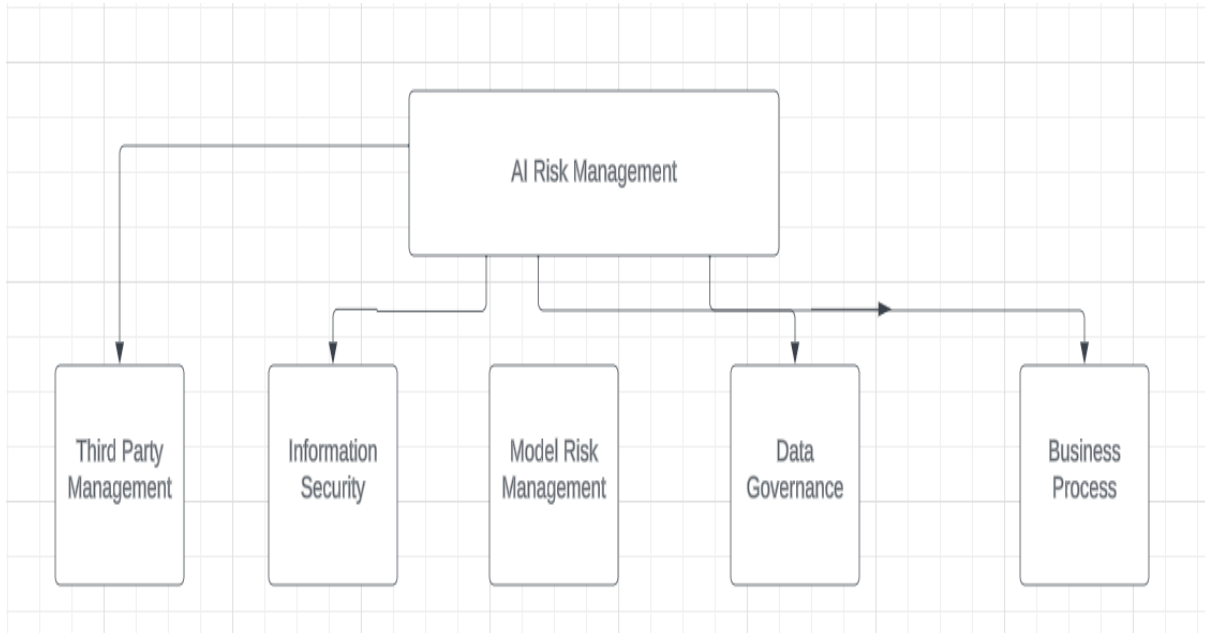 AI Risk Management
Third Party
Management
Information
Security
Model Risk
Management
Data
Governance
Business
Process